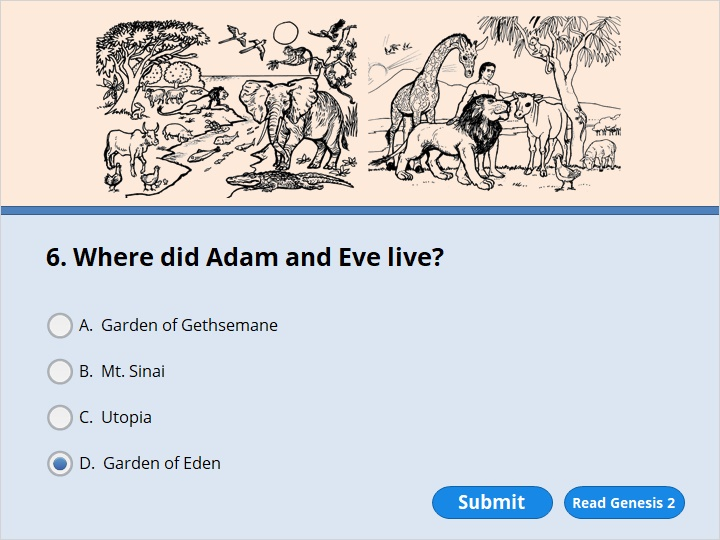 6. Where did Adam and Eve live?
A. Garden of Gethsemane
B. Mt. Sinai
C. Utopia
D. Garden of Eden
Submit
Read Genesis 2